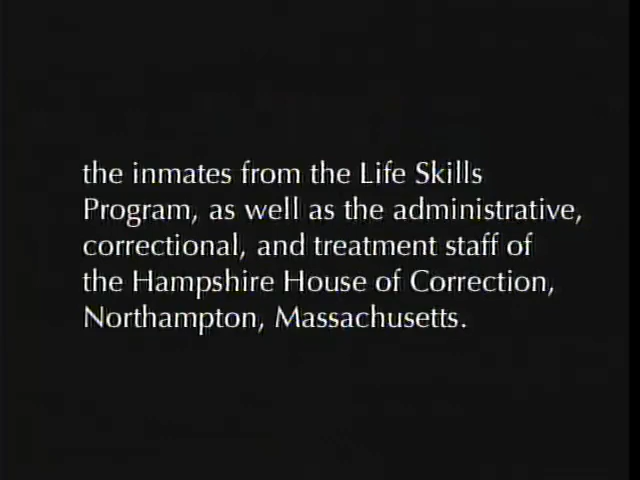 the inmates from the Life Skills
Program, as well as the administrative,
correctional, and treatment staff of
the Hampshire House of Correction,
Northampton, Massachusetts.